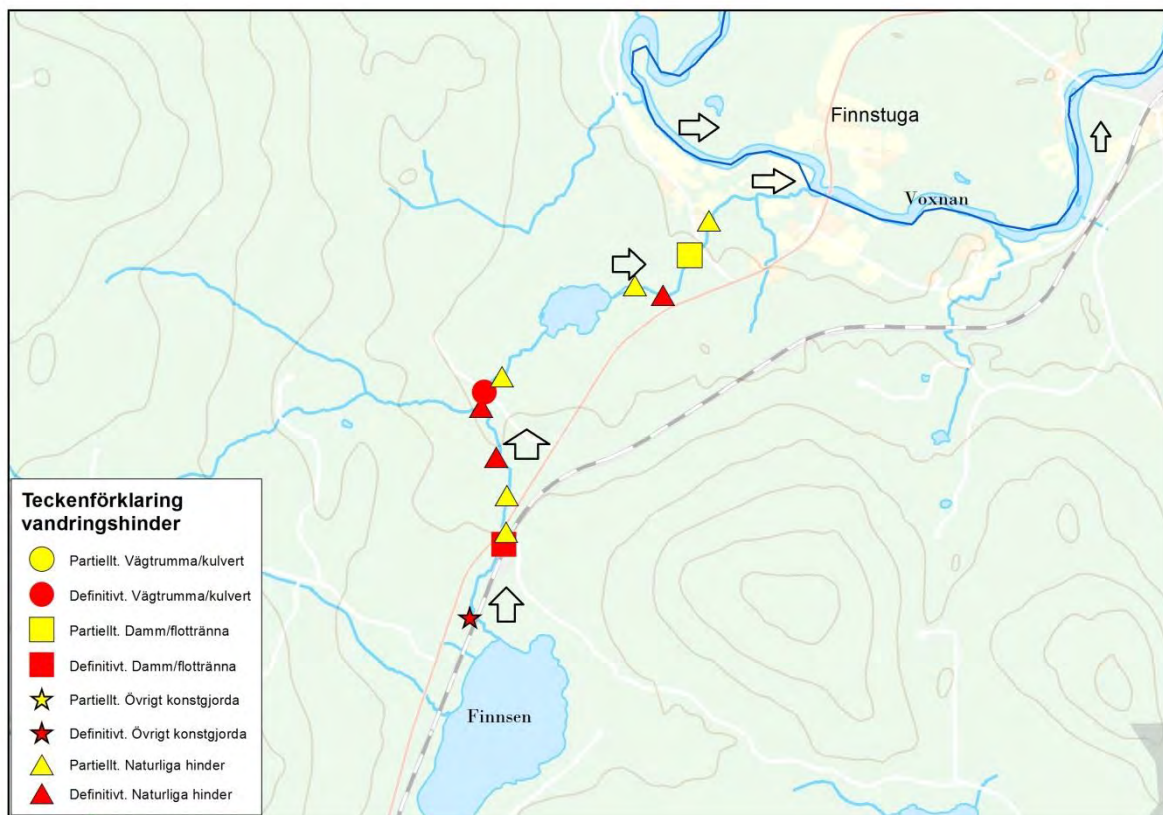 Finnstuga
Voxnan
Finnsen
Teckenförklaring
vandringshinder
Partiellt. Vägtrumma/kulvert
Definitivt. Vägtrumma/kulvert
Partiellt. Damm/flottränna
Definitivt. Damm/flottränna
Partiellt. Övrigt konstgjorda
Definitivt. Övrigt konstgjorda
Partiellt. Naturliga hinder
Definitivt. Naturliga hinder